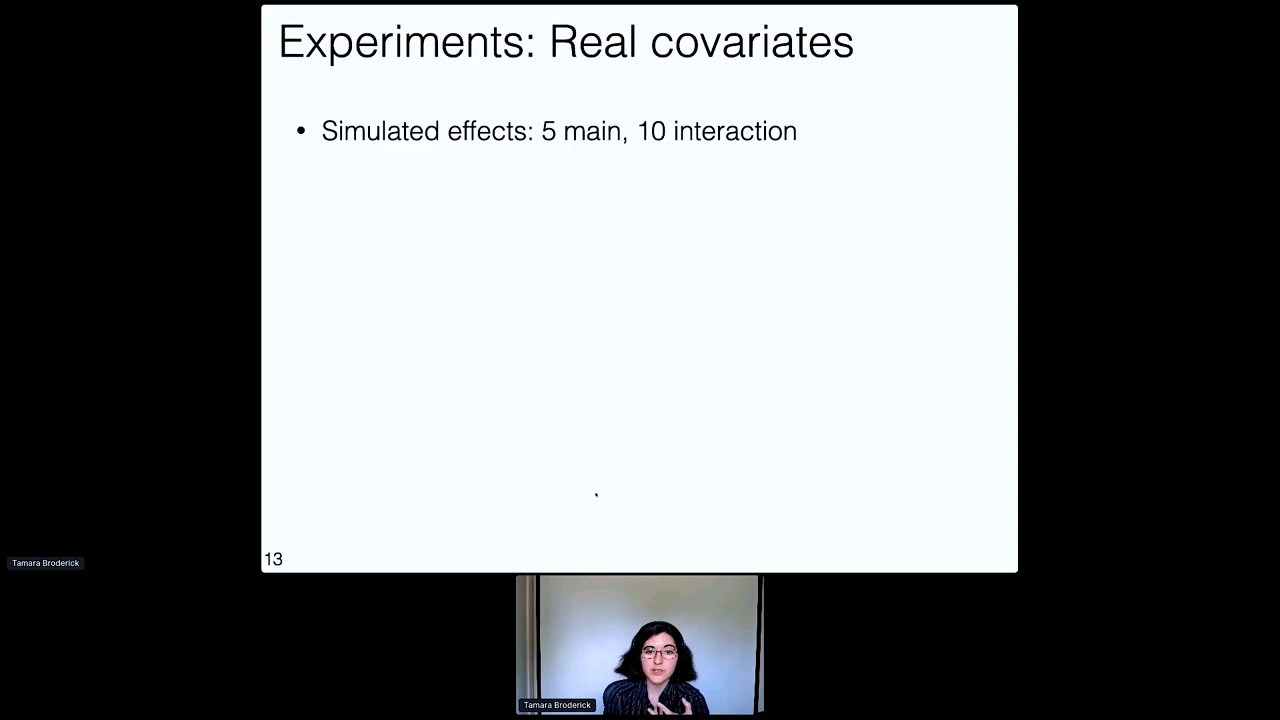 Experiments: Real covariates
• Simulated effects: 5 main, 10 interaction
13
Tamara Broderick
Tamara Broderick